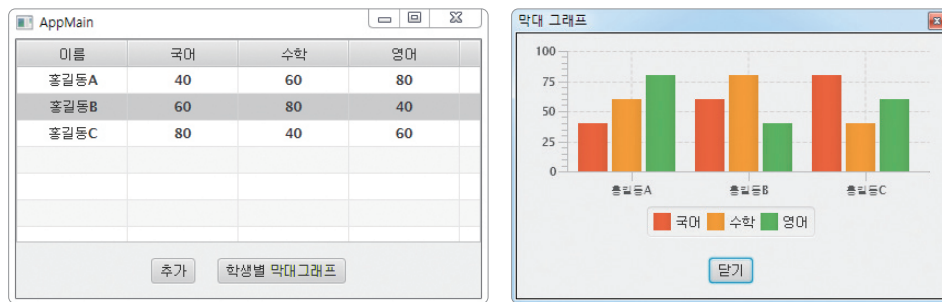 AppMain
이름 국어 수학 영어
홍길동A 40 60 80
홍길동B 60 80 40
홍길동C 80 40 60
추가 학생별 막대그래프
막대 그래프
100
75
50
25
0
홍길동A 홍길동B 홍길동C
국어 수학 영어
닫기